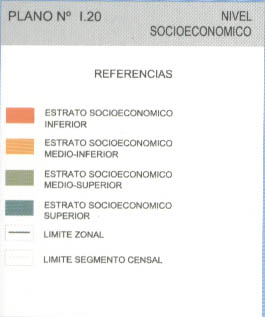 PLANO Nº I.20 NIVEL
SOCIOECONOMICO
REFERENCIAS
ESTRATO SOCIOECONOMICO
INFERIOR
ESTRATO SOCIOECONOMICO
MEDIO-INFERIOR
ESTRATO SOCIOECONOMICO
MEDIO-SUPERIOR
ESTRATO SOCIOECONOMICO
SUPERIOR
LIMITE ZONAL
LIMITE SEGMENTO CENSAL